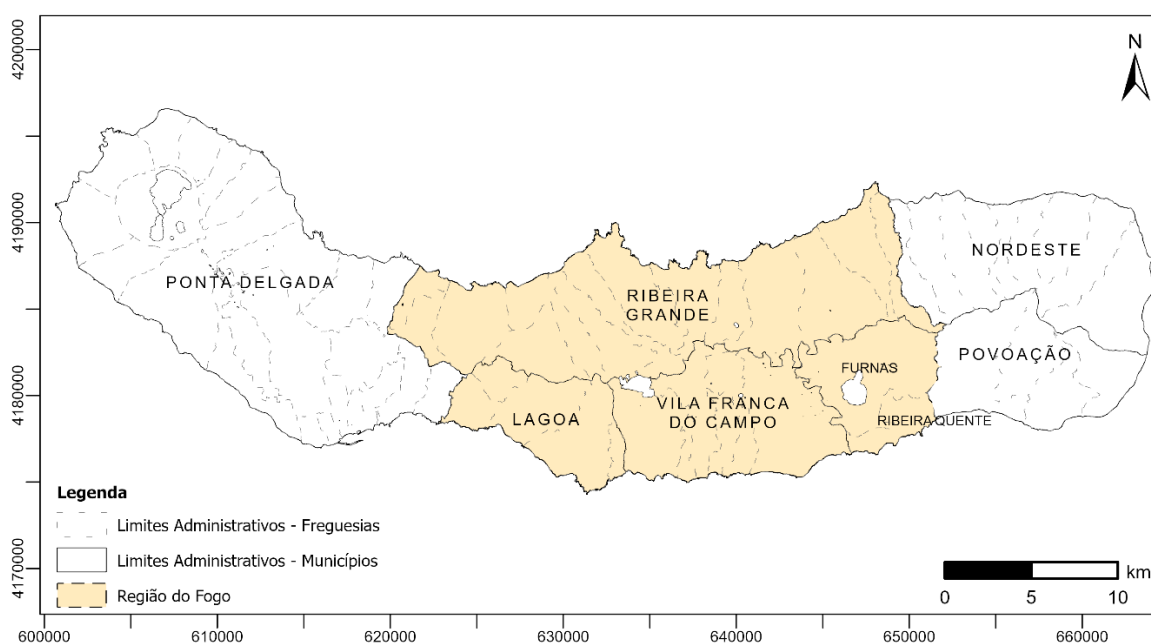 4200000
4190000
4180000
4170000
N
PONTA DELGADA
RIBEIRA
GRANDE
NORDESTE
POVOAÇÃO
FURNAS
LAGOA
VILA FRANCA
DO CAMPO
RIBEIRA QUENTE
Legenda
Limites Administrativos - Freguesias
Limites Administrativos - Municípios
Região do Fogo
km
0 5 10
600000 610000 620000 630000 640000 650000 6660000